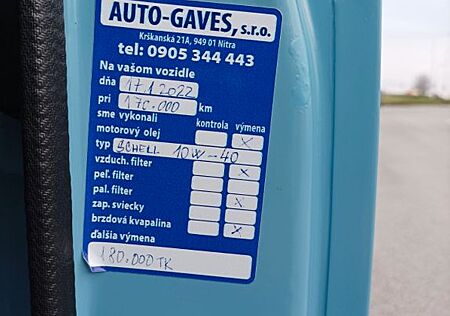 AUTO-GAVES, s.r.o.
Krškanská 21A, 949 01 Nitra
tel: 0905 344 443
Na vašom vozidle
dňa 17.1.2022
pri 170.000 km
sme vykonali kontrola výmena
motorový olej x
typ SCHELL 10W-40
vzduch. filter
peľ. filter x
pal. filter
zap. sviecky x
brzdová kvapalina x
ďalšia výmena
180.000 TK